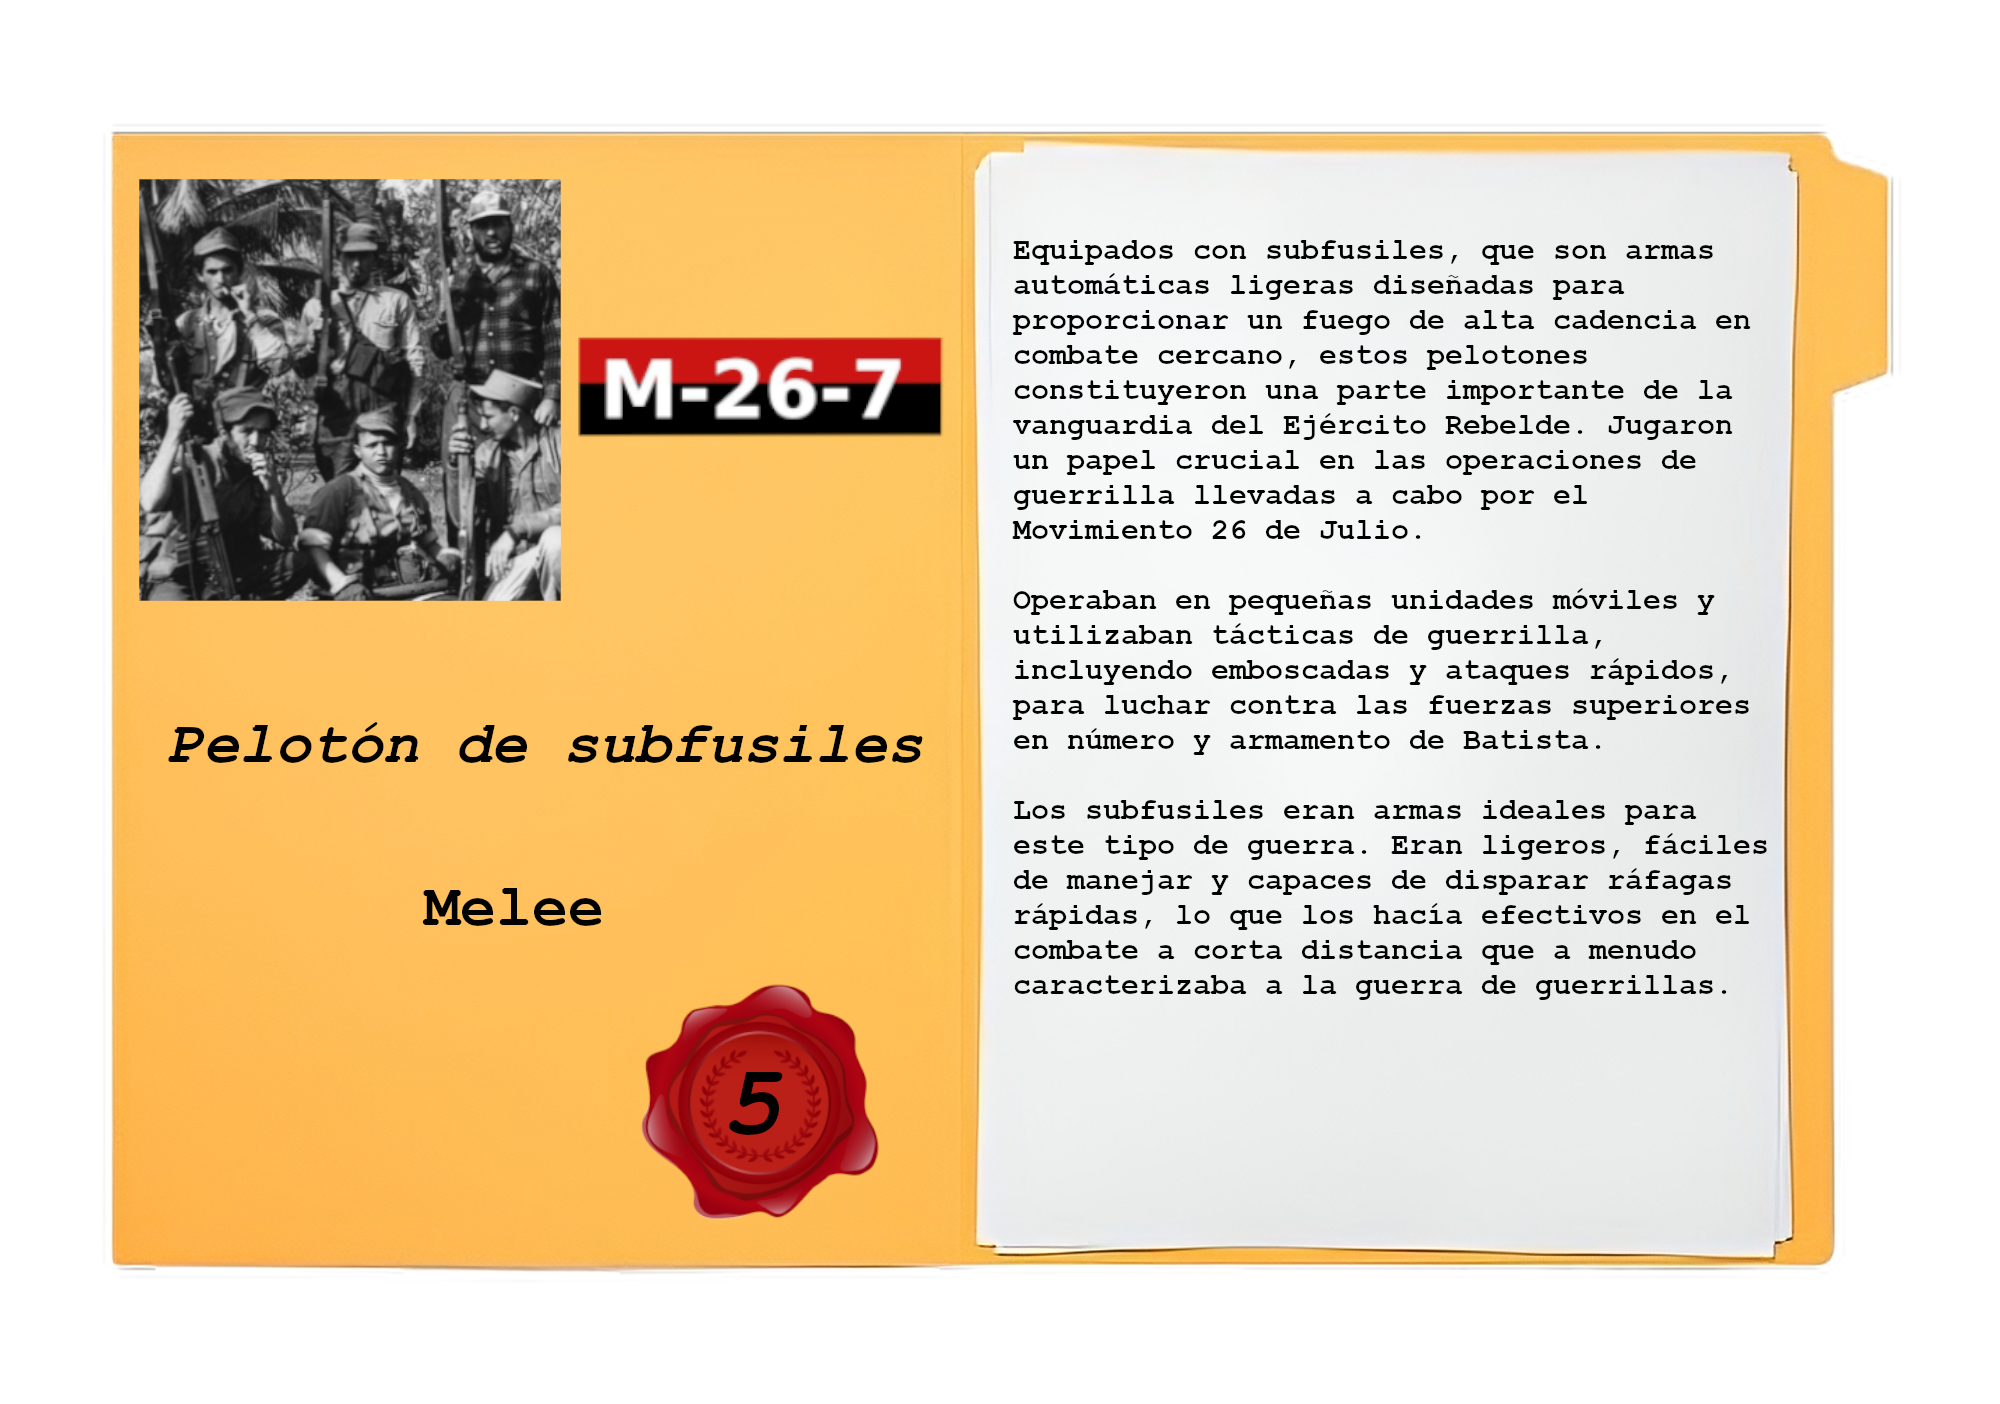 M-26-7
Pelotón de subfusiles
Melee
5
Equipados con subfusiles, que son armas
automáticas ligeras diseñadas para
proporcionar un fuego de alta cadencia en
combate cercano, estos pelotones
constituyeron una parte importante de la
vanguardia del Ejército Rebelde. Jugaron
un papel crucial en las operaciones de
guerrilla llevadas a cabo por el
Movimiento 26 de Julio.
Operaban en pequeñas unidades móviles y
utilizaban tácticas de guerrilla,
incluyendo emboscadas y ataques rápidos,
para luchar contra las fuerzas superiores
en número y armamento de Batista.
Los subfusiles eran armas ideales para
este tipo de guerra. Eran ligeros, fáciles
de manejar y capaces de disparar ráfagas
rápidas, lo que los hacía efectivos en el
combate a corta distancia que a menudo
caracterizaba a la guerra de guerrillas.